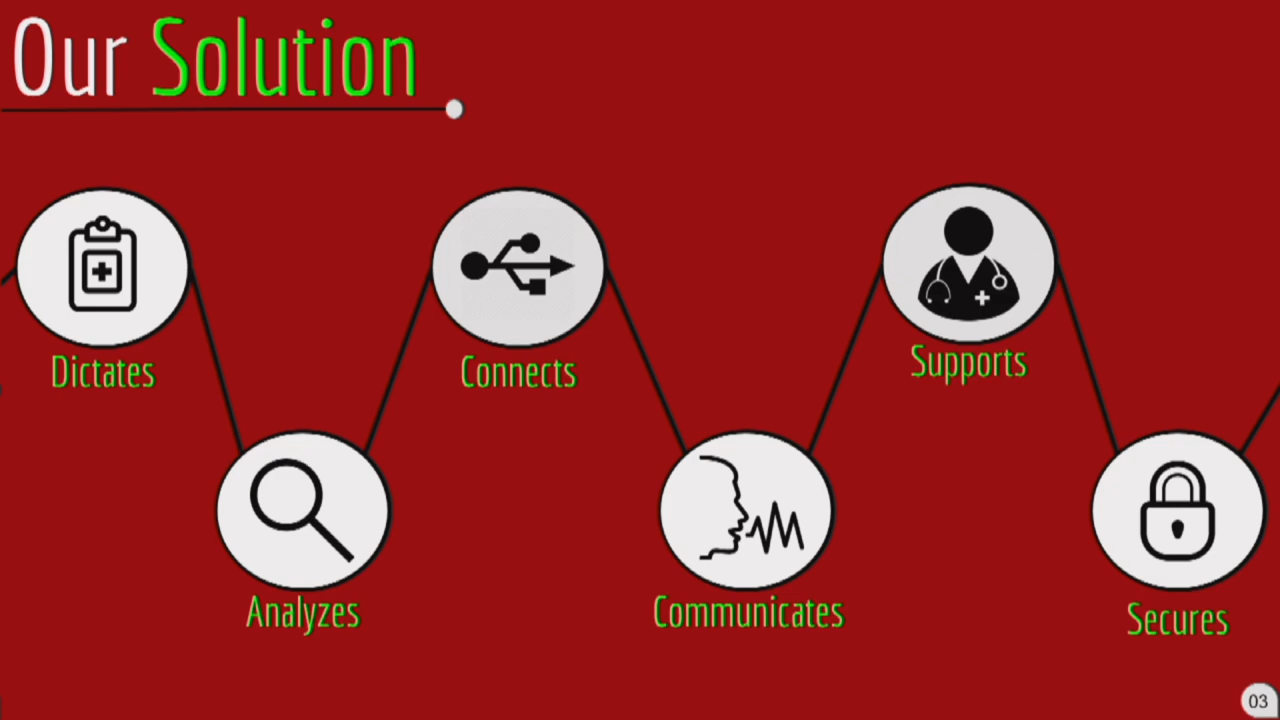 Our Solution
Dictates
Connects
Supports
Analyzes
Communicates
Secures
03